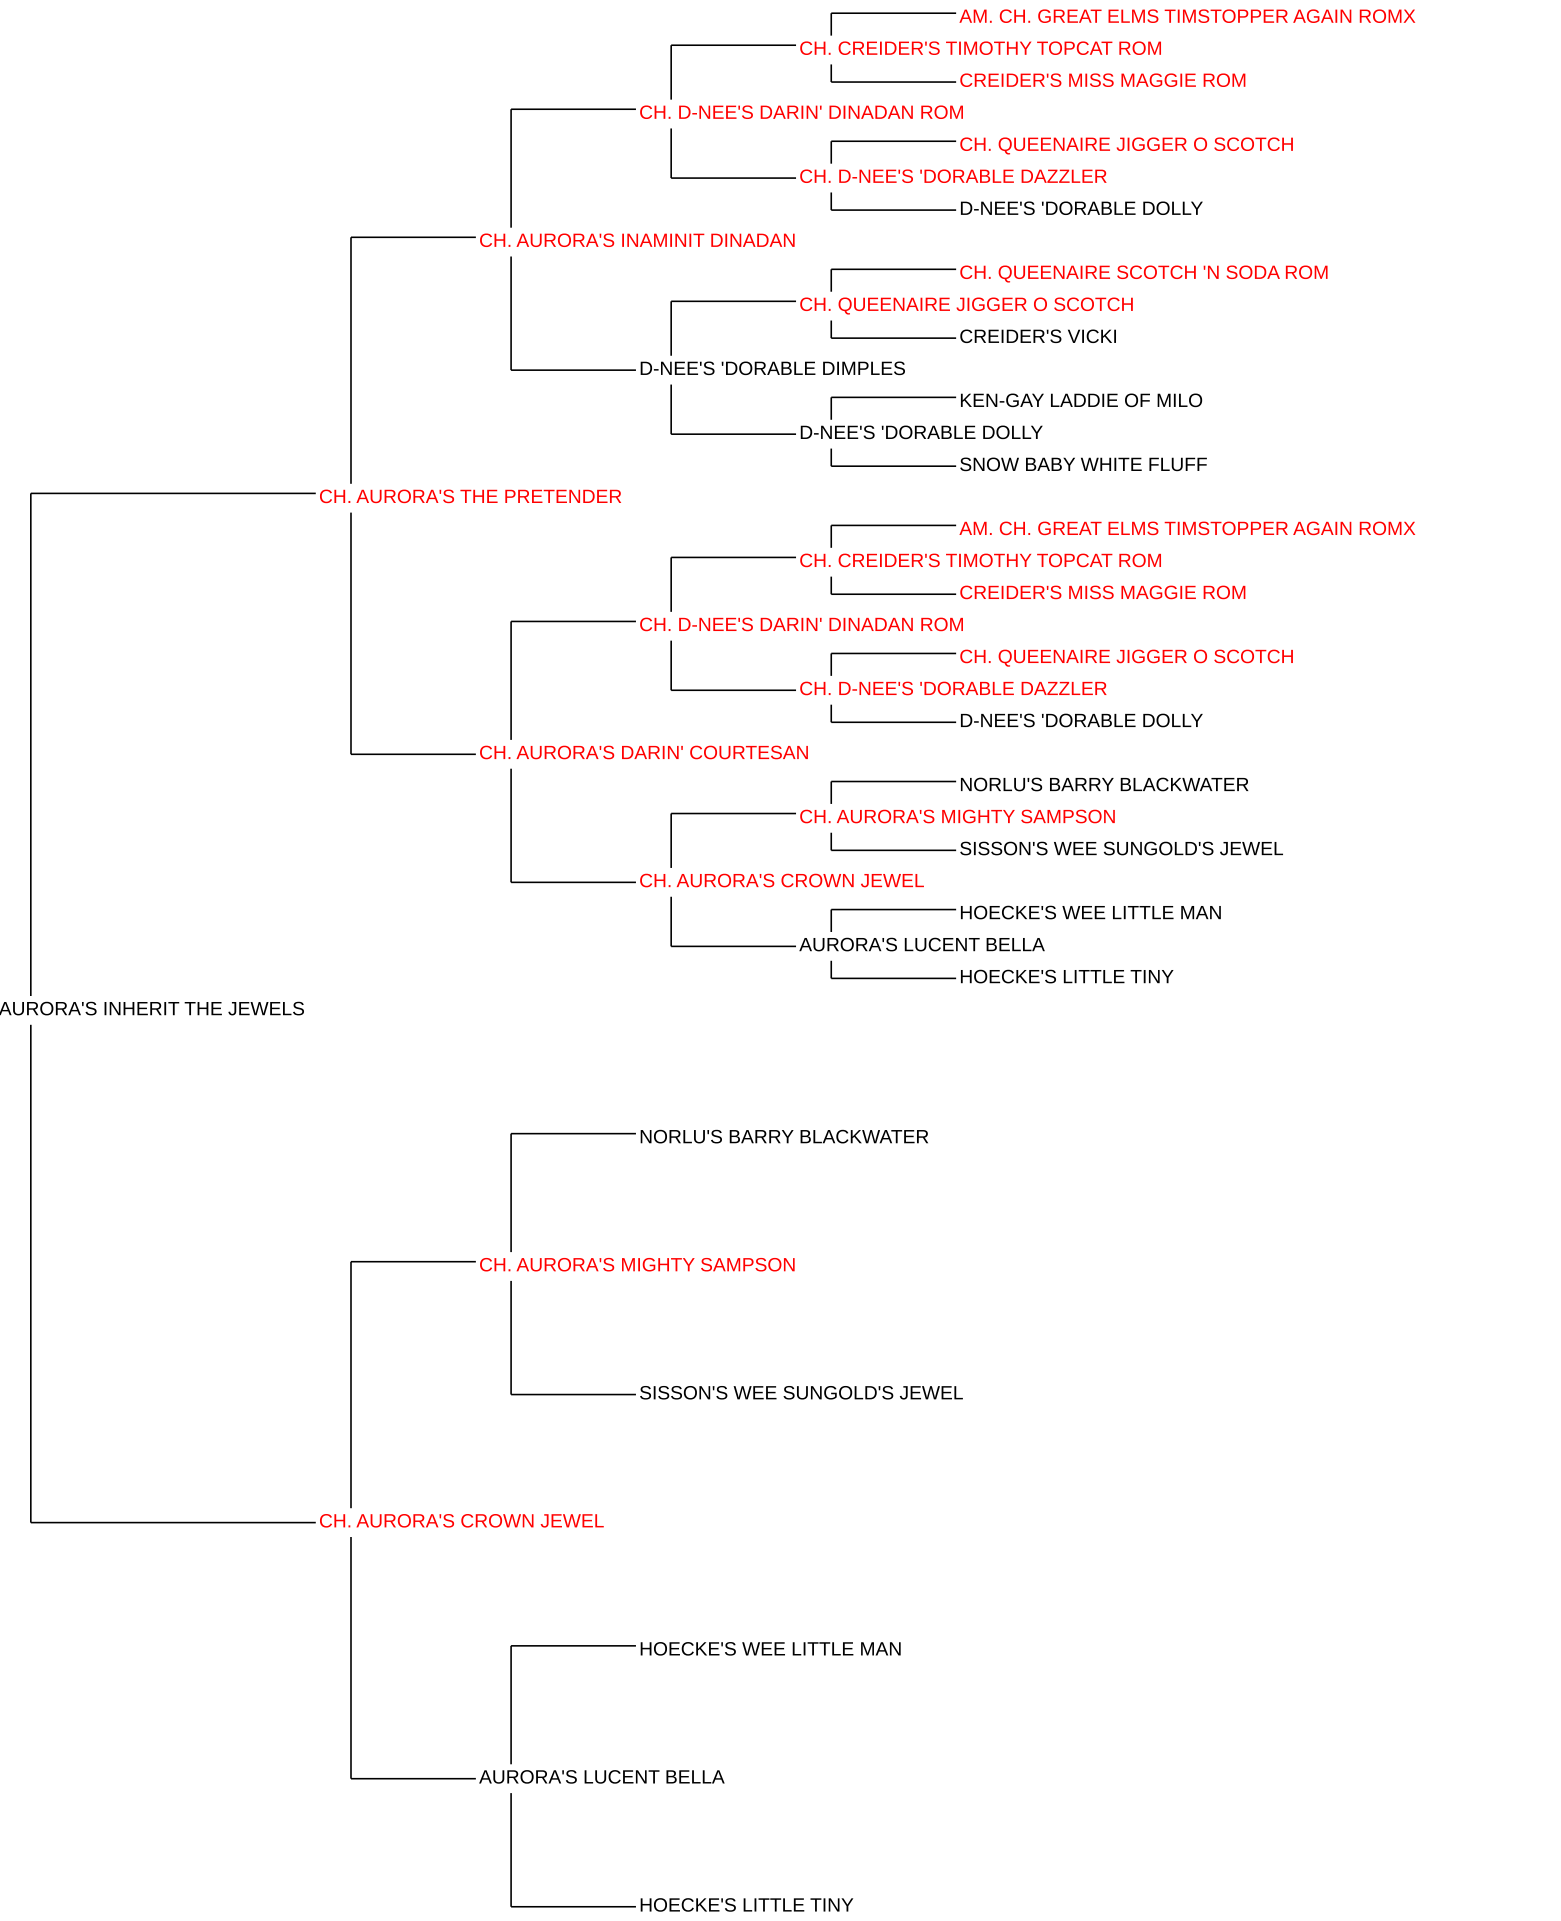 AM. CH. GREAT ELMS TIMSTOPPER AGAIN ROMX
CH. CREIDER'S TIMOTHY TOPCAT ROM
CREIDER'S MISS MAGGIE ROM
CH. D-NEE'S DARIN' DINADAN ROM
CH. QUEENAIRE JIGGER O SCOTCH
CH. D-NEE'S 'DORABLE DAZZLER
D-NEE'S 'DORABLE DOLLY
CH. AURORA'S INAMINIT DINADAN
CH. QUEENAIRE SCOTCH 'N SODA ROM
CH. QUEENAIRE JIGGER O SCOTCH
CREIDER'S VICKI
D-NEE'S 'DORABLE DIMPLES
KEN-GAY LADDIE OF MILO
D-NEE'S 'DORABLE DOLLY
SNOW BABY WHITE FLUFF
CH. AURORA'S THE PRETENDER
AM. CH. GREAT ELMS TIMSTOPPER AGAIN ROMX
CH. CREIDER'S TIMOTHY TOPCAT ROM
CREIDER'S MISS MAGGIE ROM
CH. D-NEE'S DARIN' DINADAN ROM
CH. QUEENAIRE JIGGER O SCOTCH
CH. D-NEE'S 'DORABLE DAZZLER
D-NEE'S 'DORABLE DOLLY
CH. AURORA'S DARIN' COURTESAN
NORLU'S BARRY BLACKWATER
CH. AURORA'S MIGHTY SAMPSON
SISSON'S WEE SUNGOLD'S JEWEL
CH. AURORA'S CROWN JEWEL
HOECKE'S WEE LITTLE MAN
AURORA'S LUCENT BELLA
HOECKE'S LITTLE TINY
AURORA'S INHERIT THE JEWELS
NORLU'S BARRY BLACKWATER
CH. AURORA'S MIGHTY SAMPSON
SISSON'S WEE SUNGOLD'S JEWEL
CH. AURORA'S CROWN JEWEL
HOECKE'S WEE LITTLE MAN
AURORA'S LUCENT BELLA
HOECKE'S LITTLE TINY